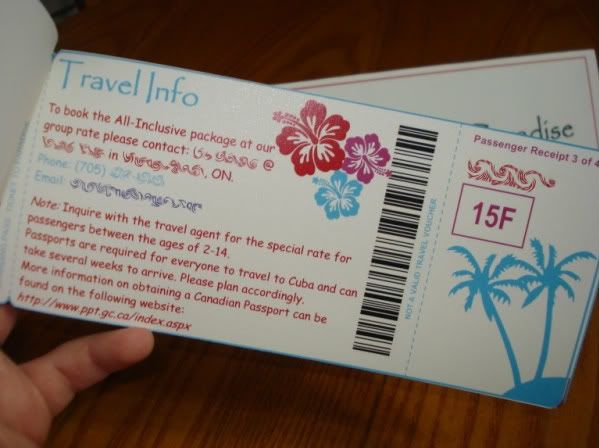 Travel Info
To book the All-Inclusive package at our
group rate please contact: @
in , ON.
Phone: (705)
Email:
Note: Inquire with the travel agent for the special rate for
passengers between the ages of 2-14.
Passports are required for everyone to travel to Cuba and can
take several weeks to arrive. Please plan accordingly.
More information on obtaining a Canadian Passport can be
found on the following website:
http://www.ppt.gc.ca/index.aspx
NOT A VALID TRAVEL VOUCHER
Passenger Receipt 3 of 4
15F